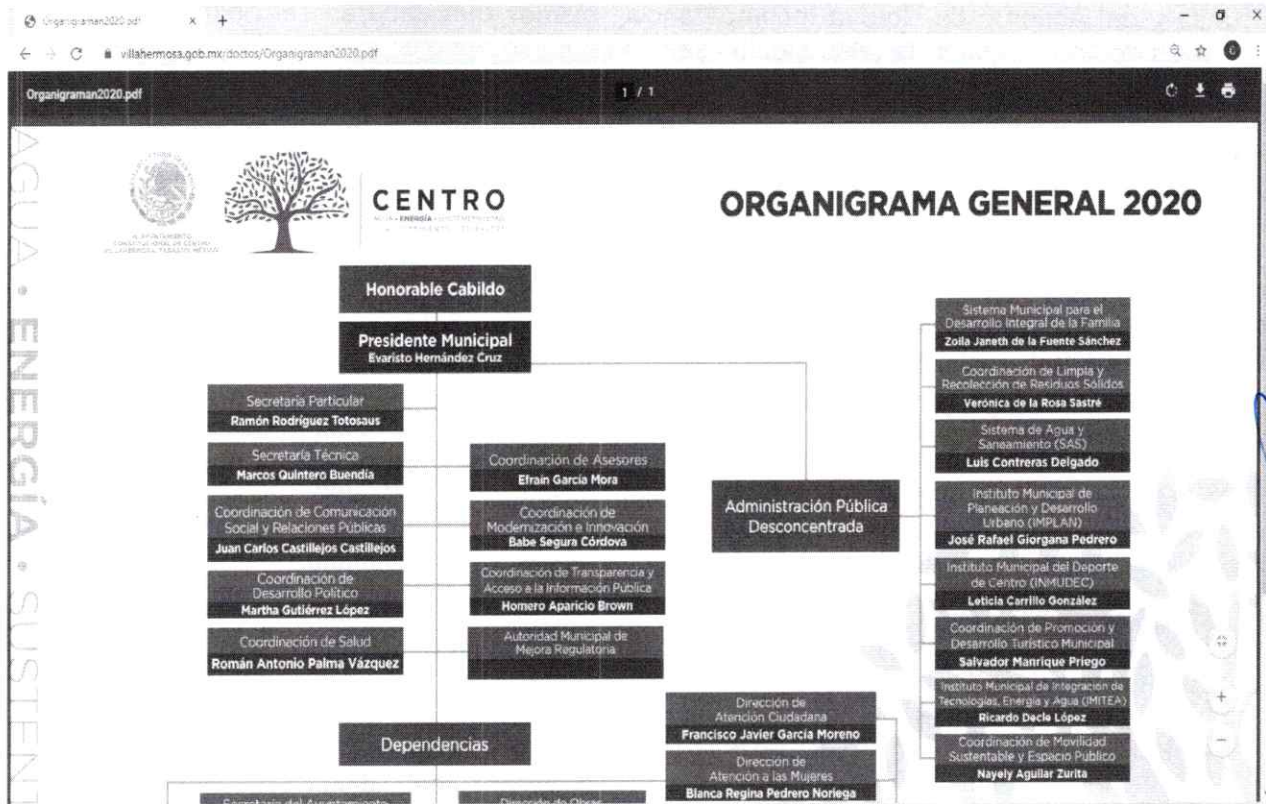 Organigraman2020.pdf
villahermosa.gob.mx/doctos/Organigraman2020.pdf
Organigraman2020.pdf
1 / 1
AGUA • ENERGÍA • SUSTENT
CENTRO
ENERGÍA
ORGANIGRAMA GENERAL 2020
Honorable Cabildo
Presidente Municipal
Evaristo Hernández Cruz
Secretaría Particular
Ramón Rodríguez Totosaus
Secretaría Técnica
Marcos Quintero Buendía
Coordinación de Comunicación
Social y Relaciones Públicas
Juan Carlos Castillejos Castillejos
Coordinación de
Desarrollo Político
Martha Gutiérrez López
Coordinación de Salud
Román Antonio Palma Vázquez
Coordinación de Asesores
Efraín García Mora
Coordinación de
Modernización e Innovación
Babe Segura Córdova
Coordinación de Transparencia y
Acceso a la Información Pública
Homero Aparicio Brown
Autoridad Municipal de
Mejora Regulatoria
Administración Pública
Desconcentrada
Sistema Municipal para el
Desarrollo Integral de la Familia
Zoila Janeth de la Fuente Sánchez
Coordinación de Limpia y
Recolección de Residuos Sólidos
Verónica de la Rosa Sastré
Sistema de Agua y
Saneamiento (SAS)
Luis Contreras Delgado
Instituto Municipal de
Planeación y Desarrollo
Urbano (IMPLAN)
José Rafael Giorgana Pedrero
Instituto Municipal del Deporte
de Centro (INMUDEC)
Leticia Carrillo González
Coordinación de Promoción y
Desarrollo Turístico Municipal
Salvador Manrique Priego
Instituto Municipal de Integración de
Tecnologías, Energía y Agua (IMITEA)
Ricardo Decle López
Coordinación de Movilidad
Sustentable y Espacio Público
Nayely Aguilar Zurita
Dependencias
Dirección de
Atención Ciudadana
Francisco Javier García Moreno
Dirección de
Atención a las Mujeres
Blanca Regina Pedrero Noriega
Secretaría del Ayuntamiento
Dirección de Obras